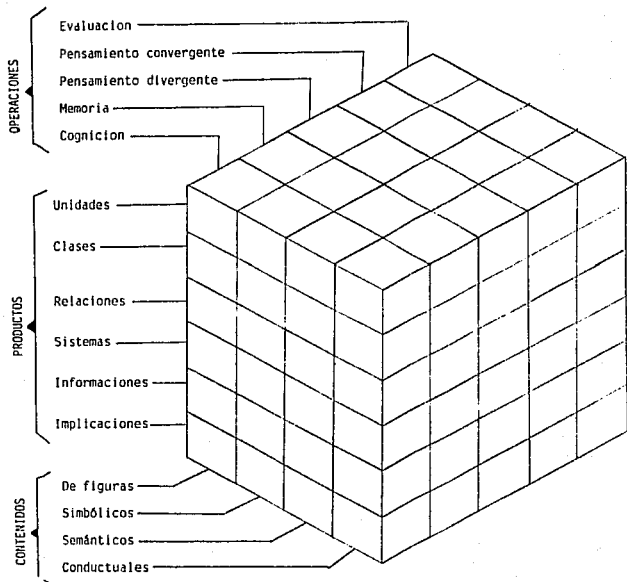 OPERACIONES
Evaluacion
Pensamiento convergente
Pensamiento divergente
Memoria
Cognicion
PRODUCTOS
Unidades
Clases
Relaciones
Sistemas
Informaciones
Implicaciones
CONTENIDOS
De figuras
Simbólicos
Semánticos
Conductuales